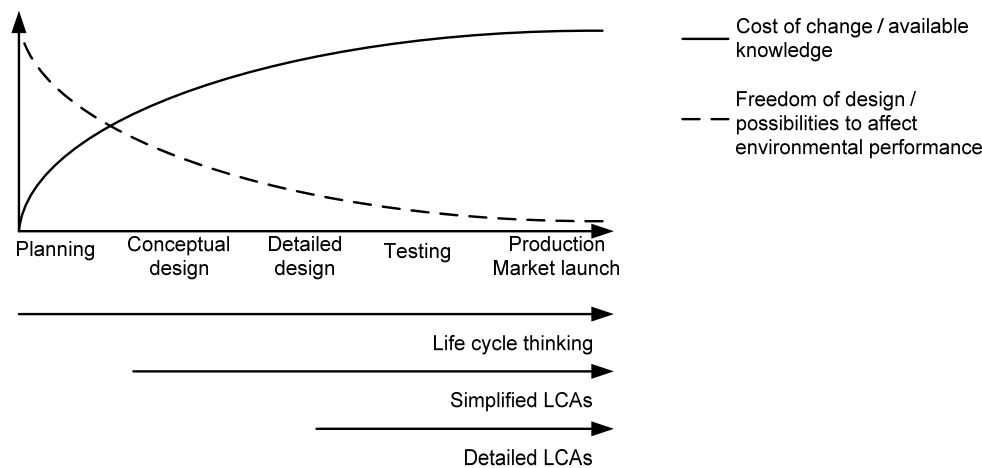 Cost of change / available
knowledge
Freedom of design /
possibilities to affect
environmental performance
Planning
Conceptual
design
Detailed
design
Testing
Production
Market launch
Life cycle thinking
Simplified LCAs
Detailed LCAs